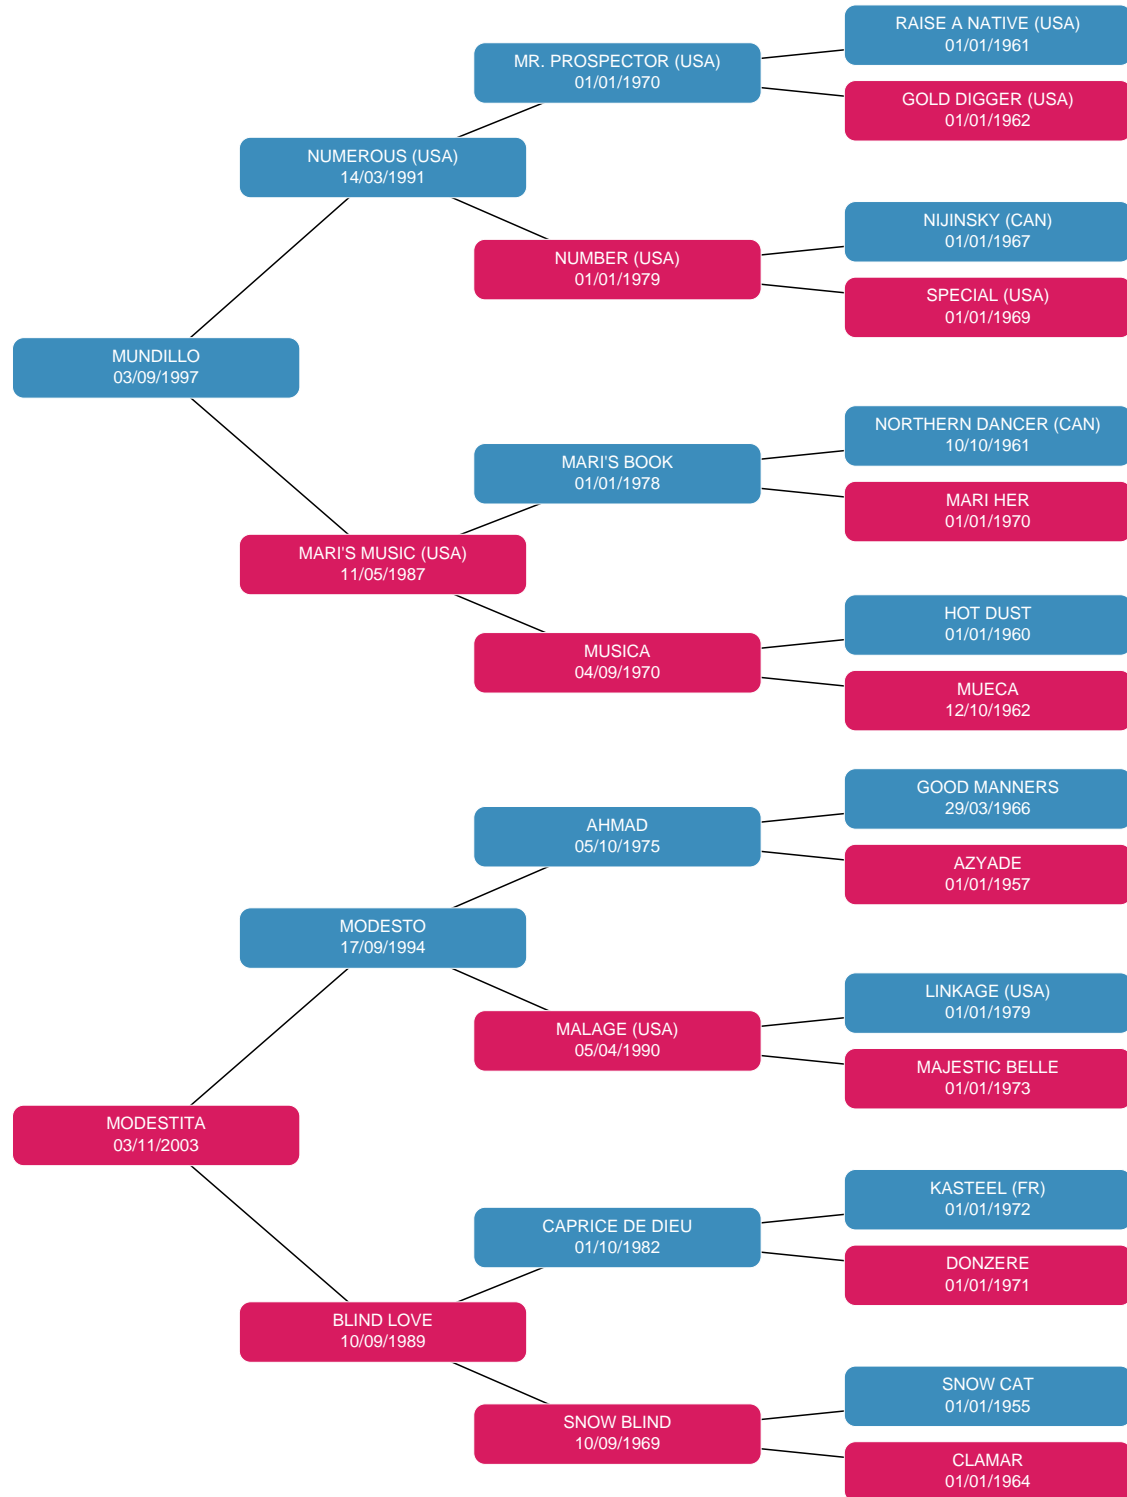 RAISE A NATIVE (USA)
01/01/1961
MR. PROSPECTOR (USA)
01/01/1970
GOLD DIGGER (USA)
01/01/1962
NUMEROUS (USA)
14/03/1991
NIJINSKY (CAN)
01/01/1967
NUMBER (USA)
01/01/1979
SPECIAL (USA)
01/01/1969
MUNDILLO
03/09/1997
NORTHERN DANCER (CAN)
10/10/1961
MARI'S BOOK
01/01/1978
MARI HER
01/01/1970
MARI'S MUSIC (USA)
11/05/1987
HOT DUST
01/01/1960
MUSICA
04/09/1970
MUECA
12/10/1962
GOOD MANNERS
29/03/1966
AHMAD
05/10/1975
AZYADE
01/01/1957
MODESTO
17/09/1994
LINKAGE (USA)
01/01/1979
MALAGE (USA)
05/04/1990
MAJESTIC BELLE
01/01/1973
MODESTITA
03/11/2003
KASTEEL (FR)
01/01/1972
CAPRICE DE DIEU
01/10/1982
DONZERE
01/01/1971
BLIND LOVE
10/09/1989
SNOW CAT
01/01/1955
SNOW BLIND
10/09/1969
CLAMAR
01/01/1964